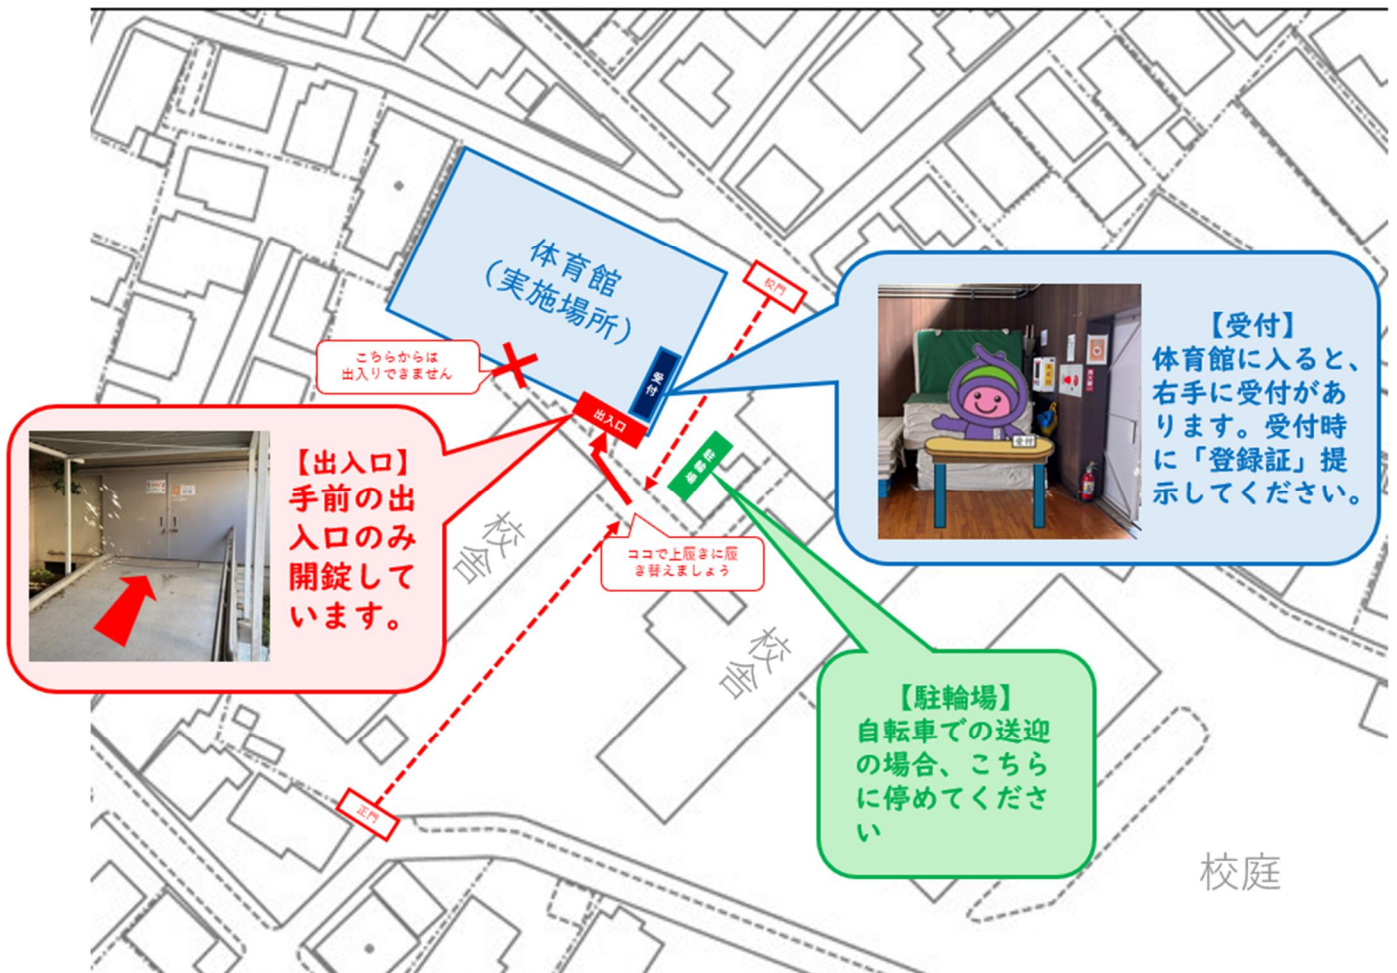 体育館
（実施場所）
校門
こちらからは
出入りできません
受付
出入口
駐輪場
【受付】
体育館に入ると、
右手に受付があ
ります。受付時
に「登録証」提
示してください。
受付
【出入口】
手前の出
入口のみ
開錠して
います。
校舎
ココで上履きに履
き替えましょう
校舎
【駐輪場】
自転車での送迎
の場合、こちら
に停めてくださ
い
正門
校庭